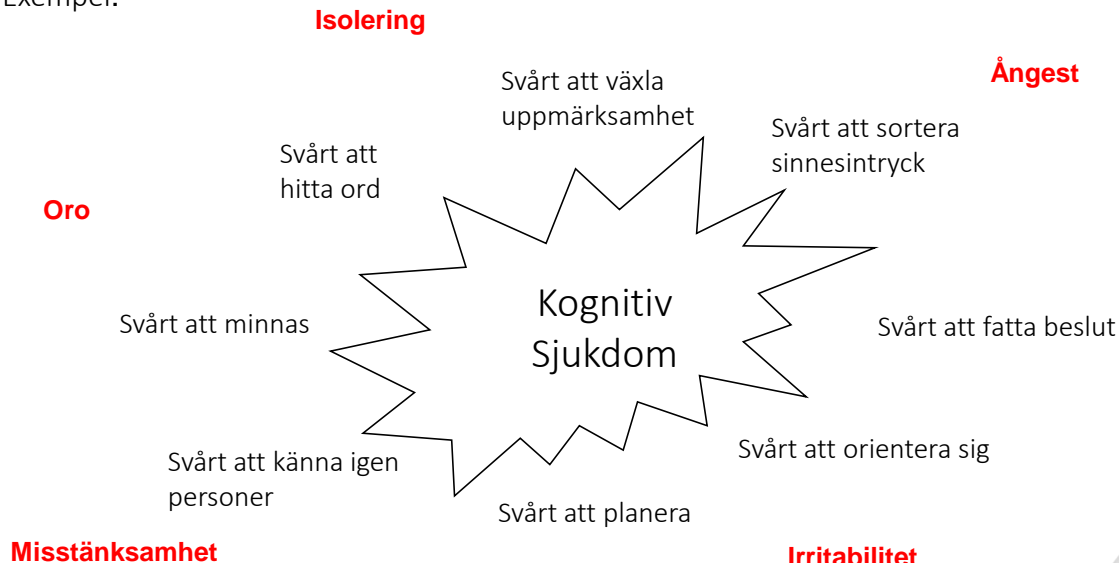 Exempel:
Isolering
Ångest
Svårt att växla
uppmärksamhet
Svårt att sortera
sinnesintryck
Svårt att
hitta ord
Oro
Kognitiv
Sjukdom
Svårt att minnas
Svårt att fatta beslut
Svårt att orientera sig
Svårt att känna igen
personer
Svårt att planera
Misstänksamhet
Irritabilitet